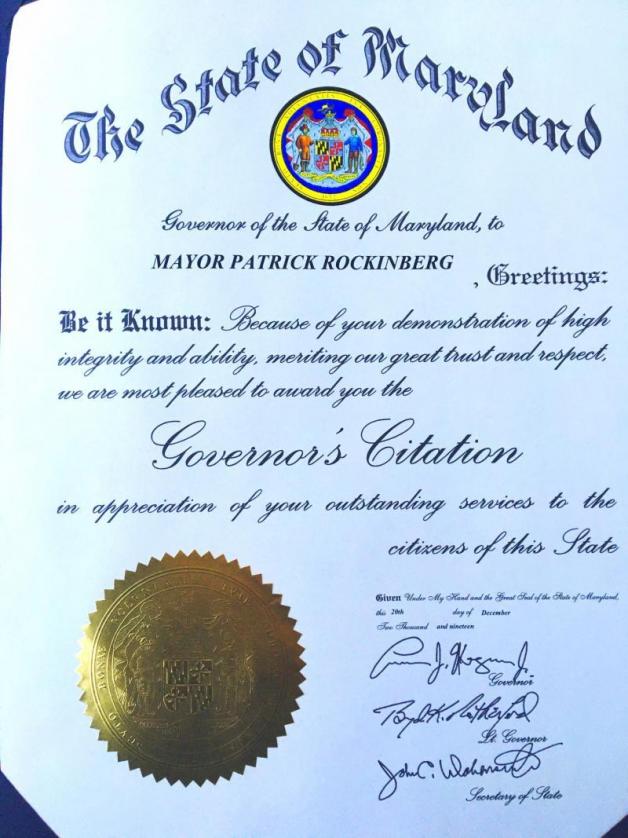 The State of Maryland
Governor of the State of Maryland, to
MAYOR PATRICK ROCKINBERG
, Greetings:
Be it Known: Because of your demonstration of high
integrity and ability, meriting our great trust and respect,
we are most pleased to award you the
Governor's Citation
in appreciation of your outstanding services to the
citizens of this State
Given Under My Hand and the Great Seal of the State of Maryland,
this 20th day of December
Two Thousand and nineteen
Governor
Boyd K. Rutherford
Lt. Governor
John C. Wobensmith
Secretary of State